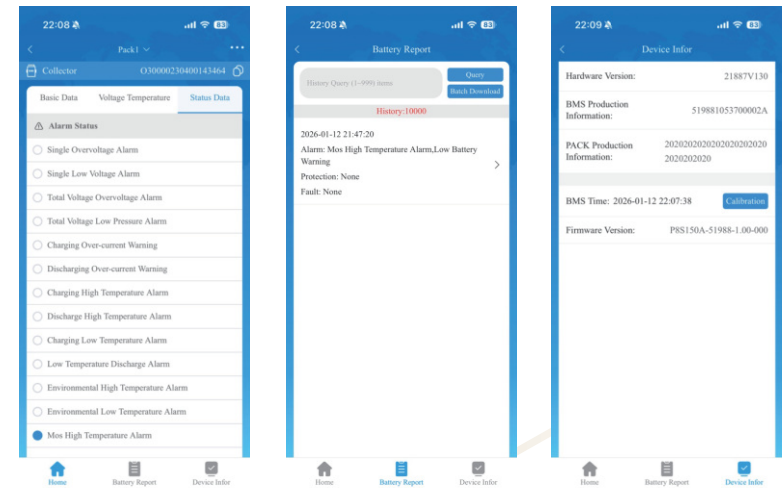 22:08
83
Pack1
Collector
O30000230400143464
Basic Data
Voltage Temperature
Status Data
Alarm Status
Single Overvoltage Alarm
Single Low Voltage Alarm
Total Voltage Overvoltage Alarm
Total Voltage Low Pressure Alarm
Charging Over-current Warning
Discharging Over-current Warning
Charging High Temperature Alarm
Discharge High Temperature Alarm
Charging Low Temperature Alarm
Low Temperature Discharge Alarm
Environmental High Temperature Alarm
Environmental Low Temperature Alarm
Mos High Temperature Alarm
Home
Battery Report
Device Infor
22:08
83
Battery Report
History Query (1~999) items
Query
Batch Download
History:10000
2026-01-12 21:47:20
Alarm: Mos High Temperature Alarm,Low Battery
Warning
Protection: None
Fault: None
Home
Battery Report
Device Infor
22:09
83
Device Infor
Hardware Version:
21887V130
BMS Production
Information:
519881053700002A
PACK Production
Information:
2020202020202020202020
2020202020
BMS Time: 2026-01-12 22:07:38
Calibration
Firmware Version:
P8S150A-51988-1.00-000
Home
Battery Report
Device Infor